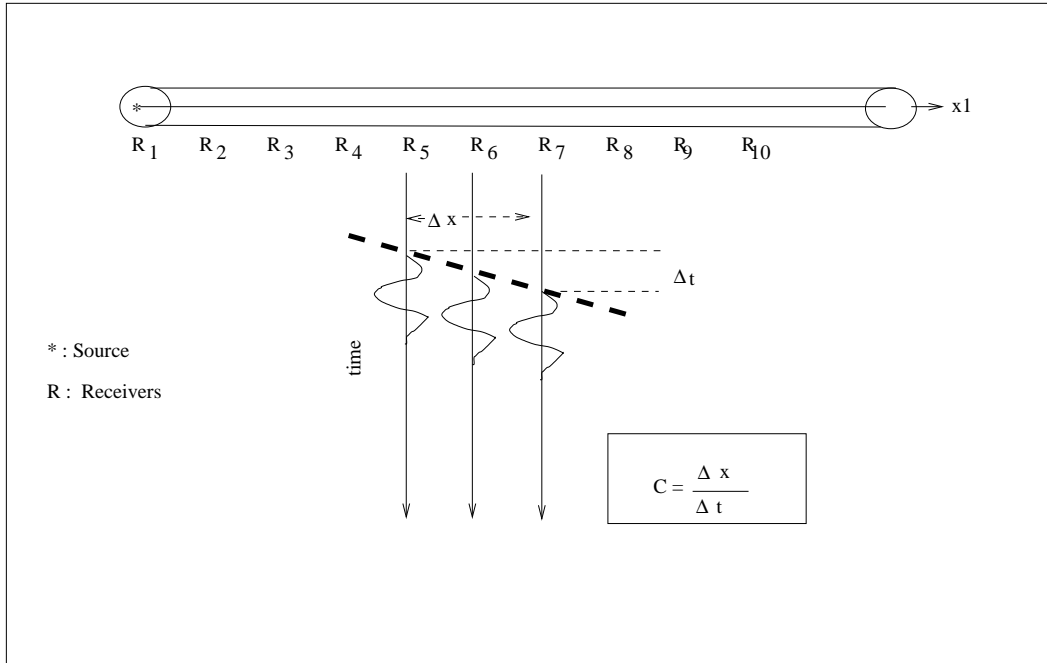 * x1
R1 R2 R3 R4 R5 R6 R7 R8 R9 R10
Δ x
Δ t
time
* : Source
R : Receivers
C = Δ x
Δ t